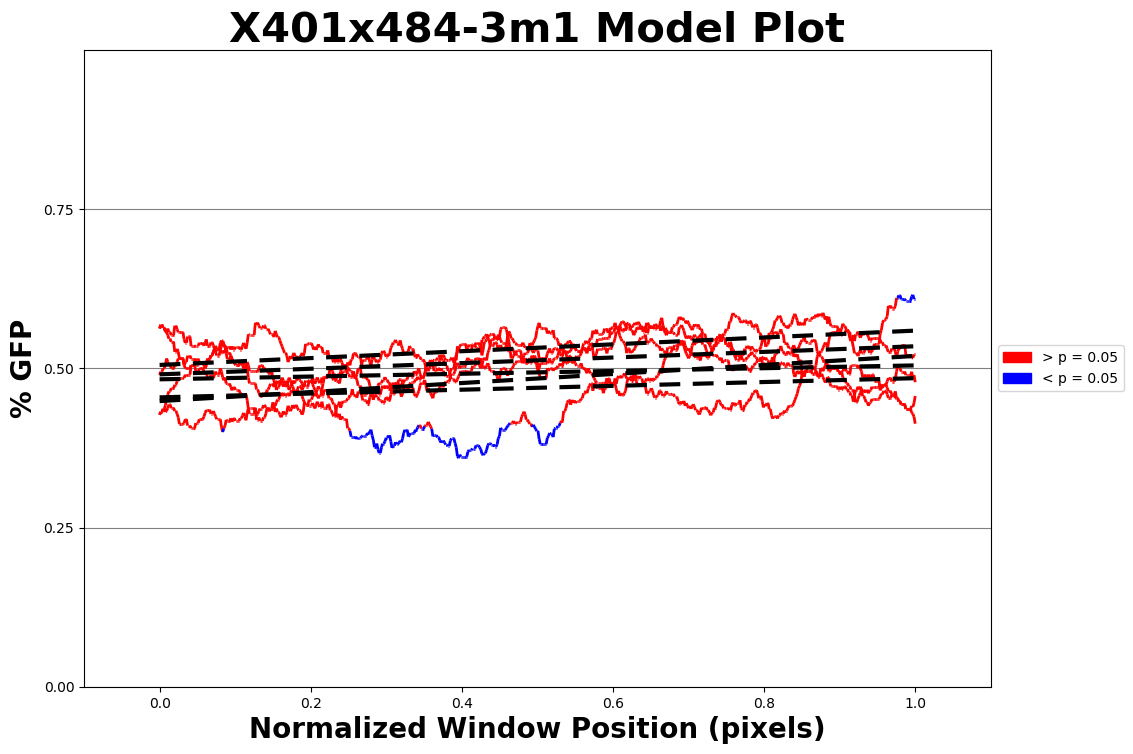 X401x484-3m1 Model Plot
% GFP
0.75
0.50
0.25
0.00
0.0 0.2 0.4 0.6 0.8 1.0
Normalized Window Position (pixels)
> p = 0.05
< p = 0.05